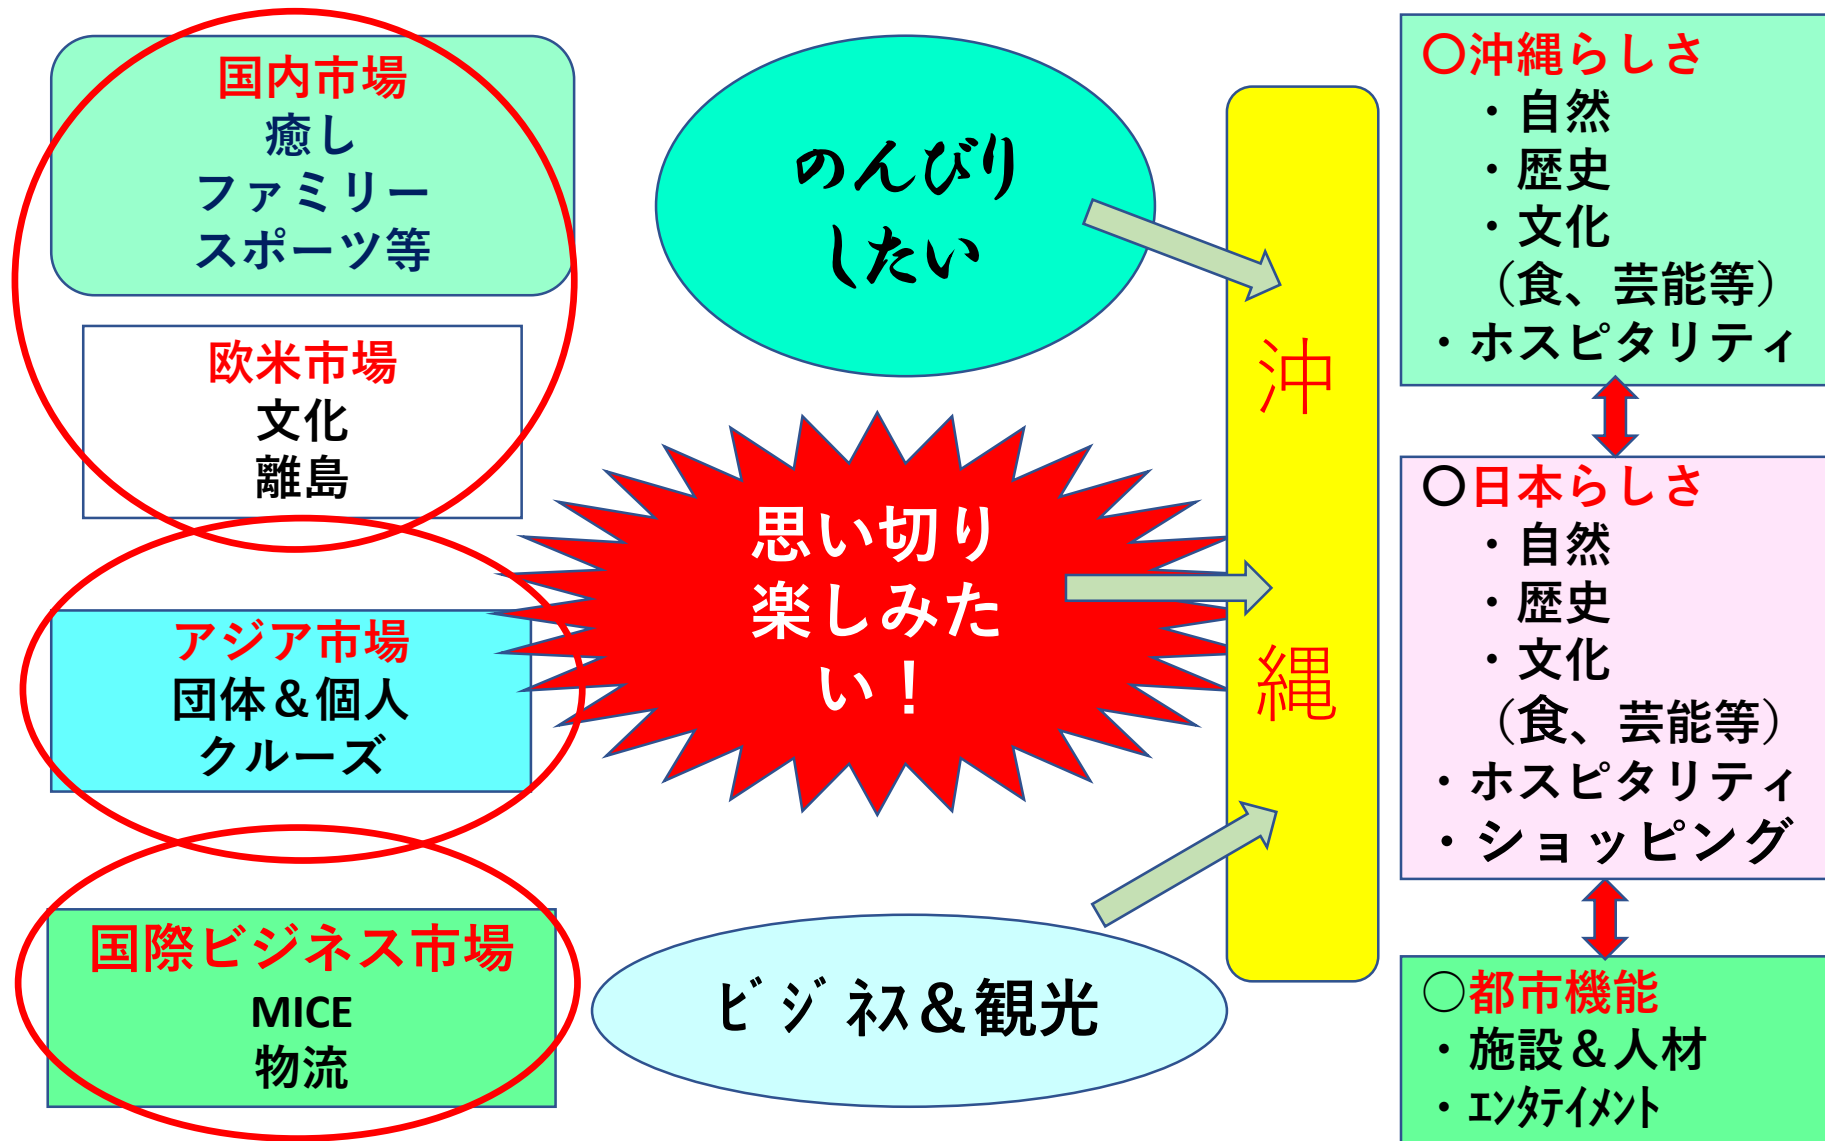 国内市場
癒し
ファミリー
スポーツ等
欧米市場
文化
離島
アジア市場
団体＆個人
クルーズ
国際ビジネス市場
MICE
物流
のんびり
したい
思い切り
楽しみた
い！
ﾋﾞｼﾞﾈｽ＆観光
沖
縄
〇沖縄らしさ
・自然
・歴史
・文化
（食、芸能等）
・ホスピタリティ
〇日本らしさ
・自然
・歴史
・文化
（食、芸能等）
・ホスピタリティ
・ショッピング
○都市機能
・施設＆人材
・ｴﾝﾀﾃｲﾒﾝﾄ